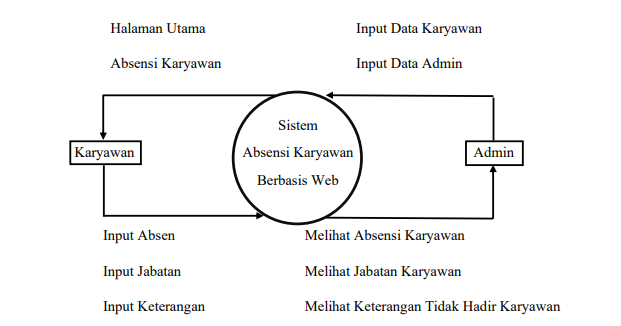 Halaman Utama
Input Data Karyawan
Absensi Karyawan
Input Data Admin
Sistem
Karyawan
Absensi Karyawan
Admin
Berbasis Web
Input Absen
Melihat Absensi Karyawan
Input Jabatan
Melihat Jabatan Karyawan
Input Keterangan
Melihat Keterangan Tidak Hadir Karyawan